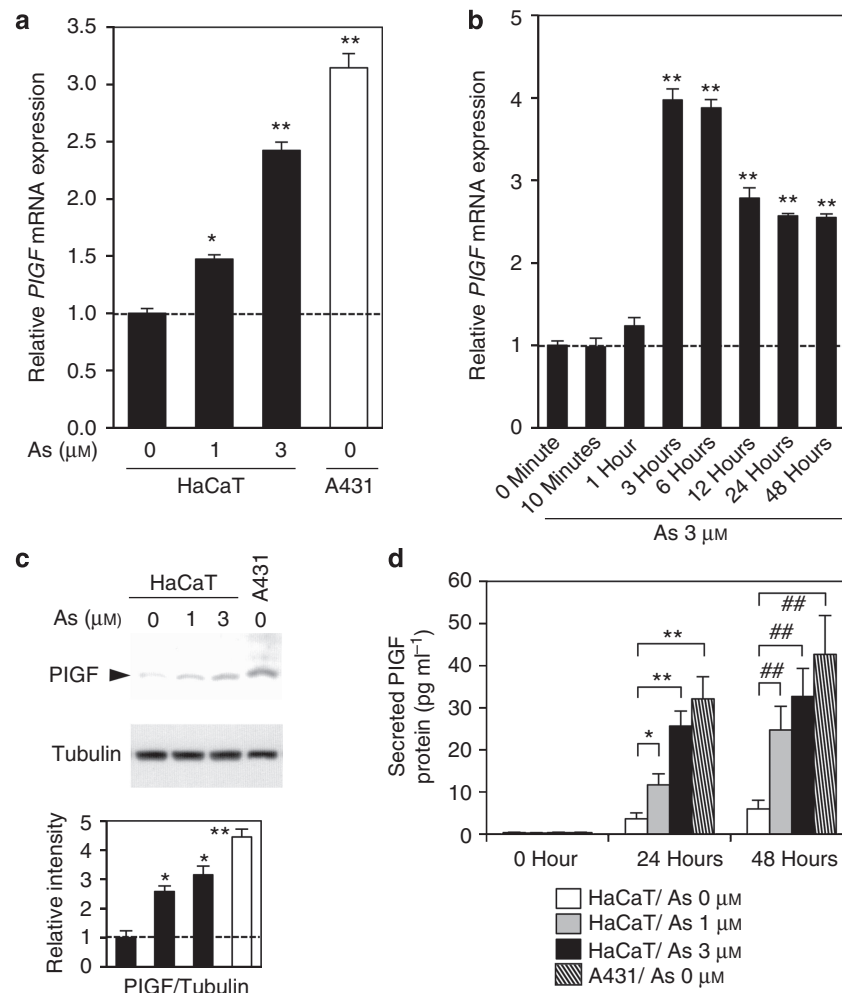 a
Relative PIGF mRNA expression
3.5
3.0
2.5
2.0
1.5
1.0
0.5
0.0
*
**
**
As (μM) 0 1 3 0
HaCaT A431
b
Relative PIGF mRNA expression
5
4
3
2
1
0
** **
** ** **
0 Minute
10 Minutes
1 Hour
3 Hours
6 Hours
12 Hours
24 Hours
48 Hours
As 3 μM
c
HaCaT A431
As (μM) 0 1 3 0
PIGF
Tubulin
Relative intensity
5
4
3
2
1
0
* * **
PIGF/Tubulin
d
Secreted PIGF
protein (pg ml⁻¹)
60
50
40
30
20
10
0
**
**
*
##
##
##
0 Hour 24 Hours 48 Hours
HaCaT/ As 0 μM
HaCaT/ As 1 μM
HaCaT/ As 3 μM
A431/ As 0 μM